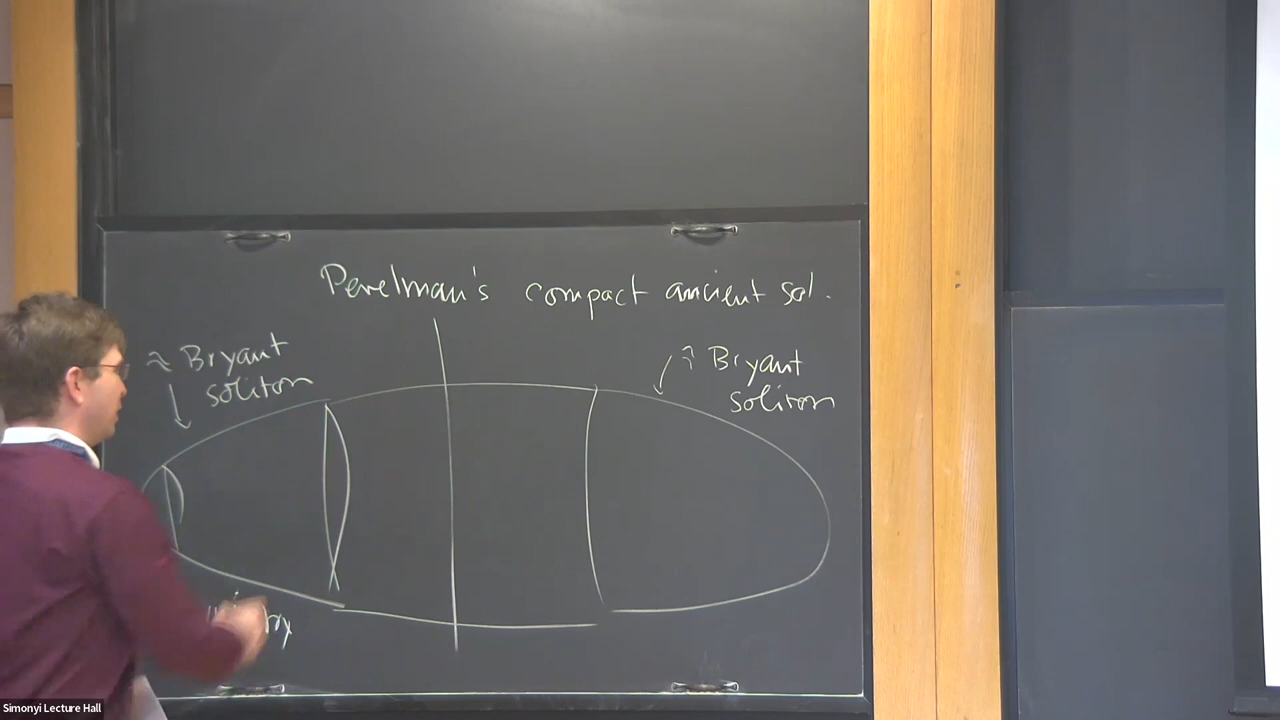 Perelman's compact ancient sol.
≈ Bryant
soliton
≈ Bryant
soliton
Simonyi Lecture Hall